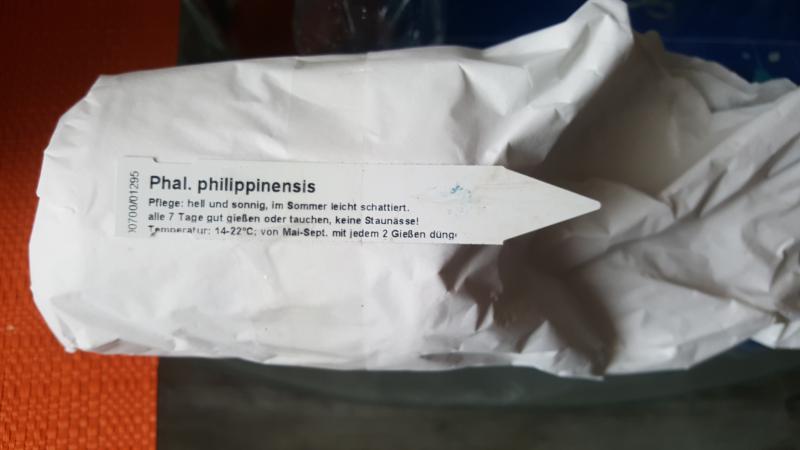 Phal. philippinensis
Pflege: hell und sonnig, im Sommer leicht schattiert.
alle 7 Tage gut gießen oder tauchen, keine Staunässe!
Temperatur: 14-22°C; von Mai-Sept. mit jedem 2 Gießen düng
00700/01295